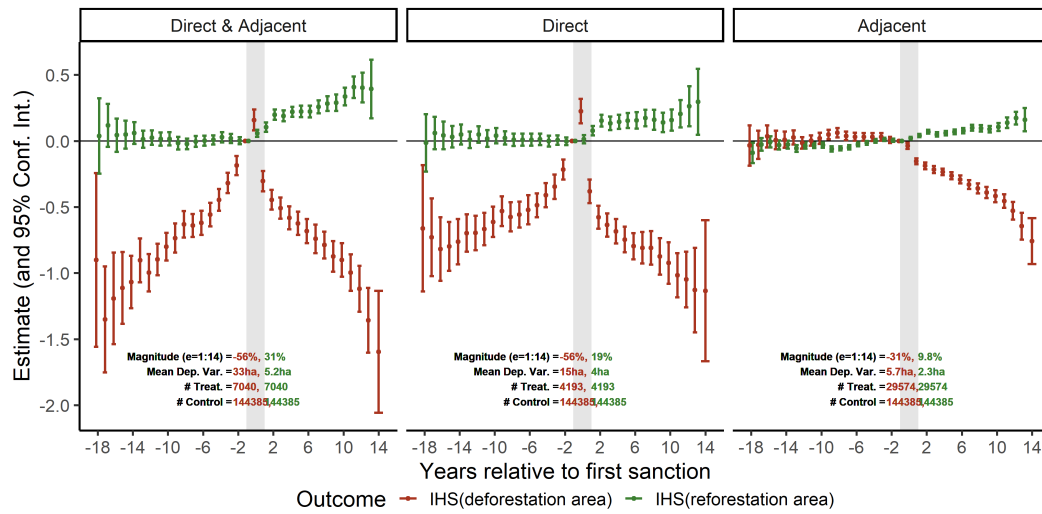 Direct & Adjacent
Direct
Adjacent
Estimate (and 95% Conf. Int.)
0.5
0.0
-0.5
-1.0
-1.5
-2.0
Magnitude (e=1:14) =-56%, 31%
Mean Dep. Var. =33ha, 5.2ha
# Treat. =7040, 7040
# Control =144385,144385
Magnitude (e=1:14) =-56%, 19%
Mean Dep. Var. =15ha, 4ha
# Treat. =4193, 4193
# Control =144385,144385
Magnitude (e=1:14) =-31%, 9.8%
Mean Dep. Var. =5.7ha, 2.3ha
# Treat. =29574,29574
# Control =144385,144385
-18 -14 -10 -6 -2 2 6 10 14
-18 -14 -10 -6 -2 2 6 10 14
-18 -14 -10 -6 -2 2 6 10 14
Years relative to first sanction
Outcome IHS(deforestation area) IHS(reforestation area)